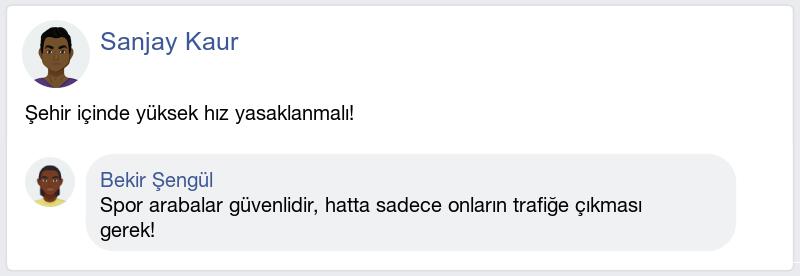 Sanjay Kaur
Şehir içinde yüksek hız yasaklanmalı!
Bekir Şengül
Spor arabalar güvenlidir, hatta sadece onların trafiğe çıkması
gerek!